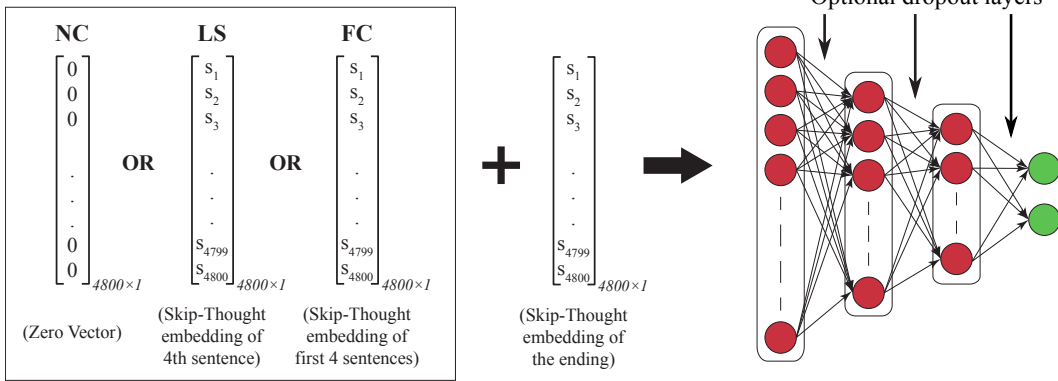 Optional dropout layers
NC
LS
FC
0
0
0
.
.
.
0
0
4800×1
(Zero Vector)
OR
s1
s2
s3
.
.
.
s4799
s4800
4800×1
(Skip-Thought
embedding of
4th sentence)
OR
s1
s2
s3
.
.
.
s4799
s4800
4800×1
(Skip-Thought
embedding of
first 4 sentences)
+
s1
s2
s3
.
.
.
s4799
s4800
4800×1
(Skip-Thought
embedding of
the ending)